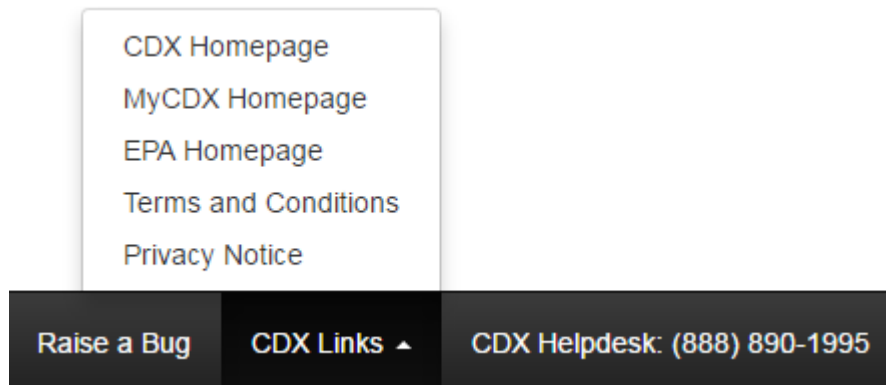 CDX Homepage
MyCDX Homepage
EPA Homepage
Terms and Conditions
Privacy Notice
Raise a Bug CDX Links CDX Helpdesk: (888) 890-1995